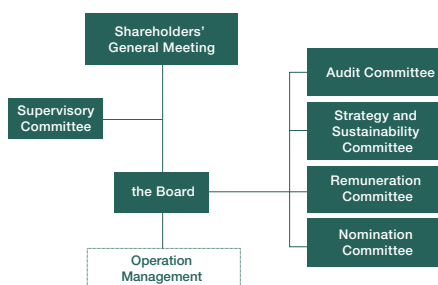 Shareholders'
General Meeting
Audit Committee
Supervisory
Committee
Strategy and
Sustainability
Committee
the Board
Remuneration
Committee
Nomination
Committee
Operation
Management